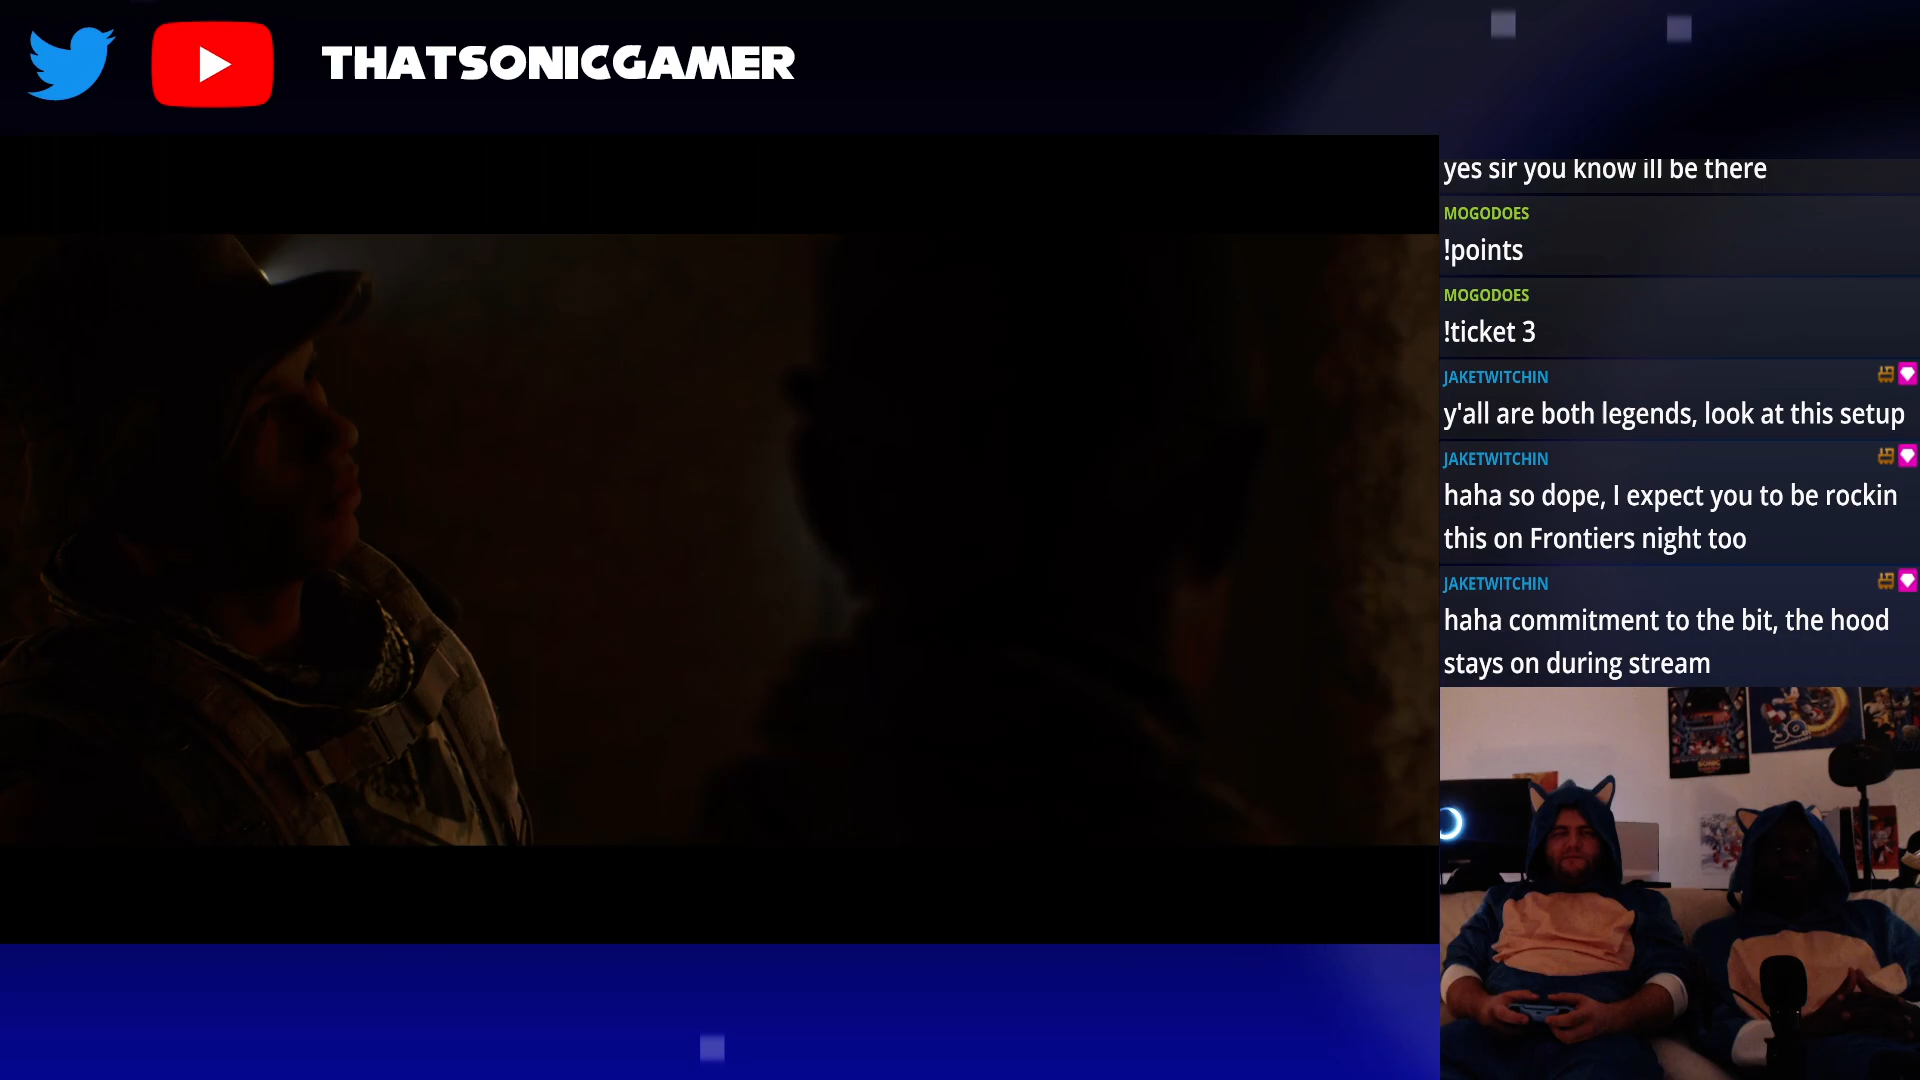 THATSONICGAMER
yes sir you know ill be there
MOGODOES
!points
MOGODOES
!ticket 3
JAKETWITCHIN
y'all are both legends, look at this setup
JAKETWITCHIN
haha so dope, I expect you to be rockin
this on Frontiers night too
JAKETWITCHIN
haha commitment to the bit, the hood
stays on during stream
SONIC